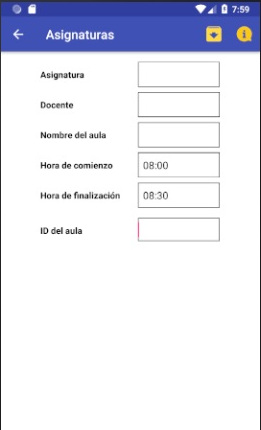 7:59
Asignaturas
Asignatura
Docente
Nombre del aula
Hora de comienzo 08:00
Hora de finalización 08:30
ID del aula